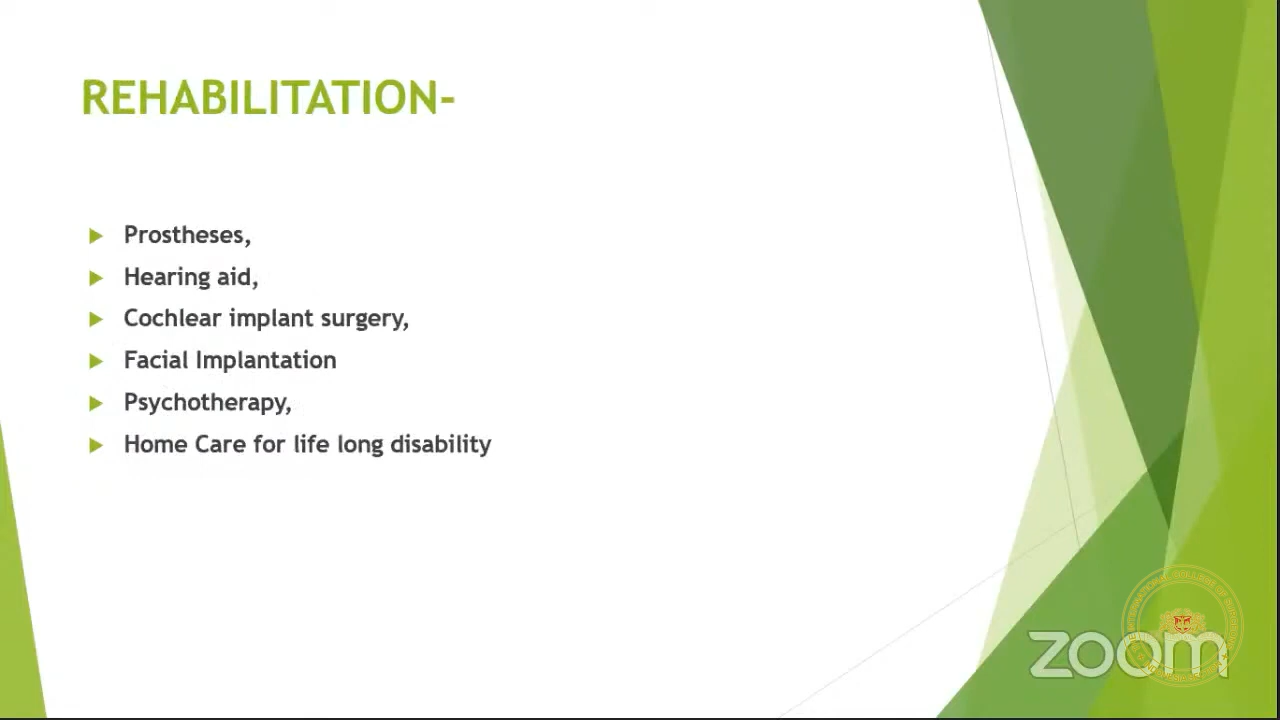 REHABILITATION-
Prostheses,
Hearing aid,
Cochlear implant surgery,
Facial Implantation
Psychotherapy,
Home Care for life long disability
zoom